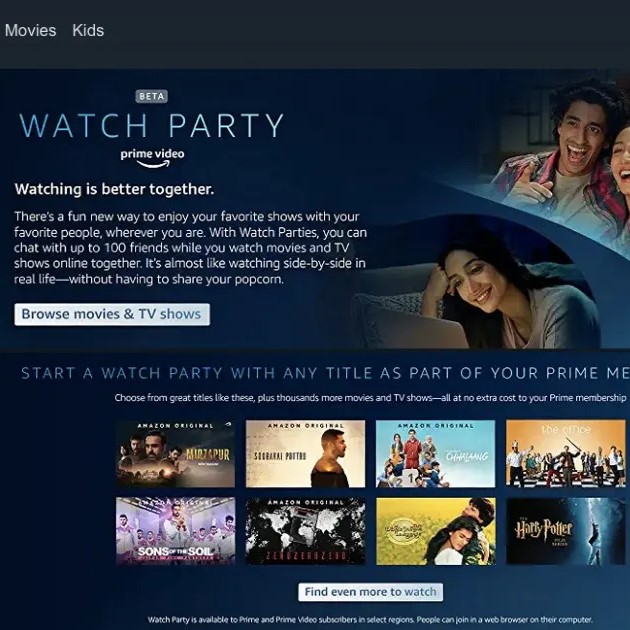 Movies Kids
BETA
WATCH PARTY
prime video
Watching is better together.
There's a fun new way to enjoy your favorite shows with your
favorite people, wherever you are. With Watch Parties, you can
chat with up to 100 friends while you watch movies and TV
shows online together. It's almost like watching side-by-side in
real life—without having to share your popcorn.
Browse movies & TV shows
START A WATCH PARTY WITH ANY TITLE AS PART OF YOUR PRIME ME
Choose from great titles like these, plus thousands more movies and TV shows—all at no extra cost to your Prime membership
AMAZON ORIGINAL
MIRZAPUR
AMAZON ORIGINAL
SOORARAI POTTRU
AMAZON ORIGINAL
CHHALAANG
the office
AMAZON ORIGINAL
SONS OF THE SOIL
JAIPUR PINK PANTHERS
AMAZON ORIGINAL
ZEROZEROZERO
Harry Potter
FILM SERIES
Find even more to watch
Watch Party is available to Prime and Prime Video subscribers in select regions. People can join in a web browser on their computer.